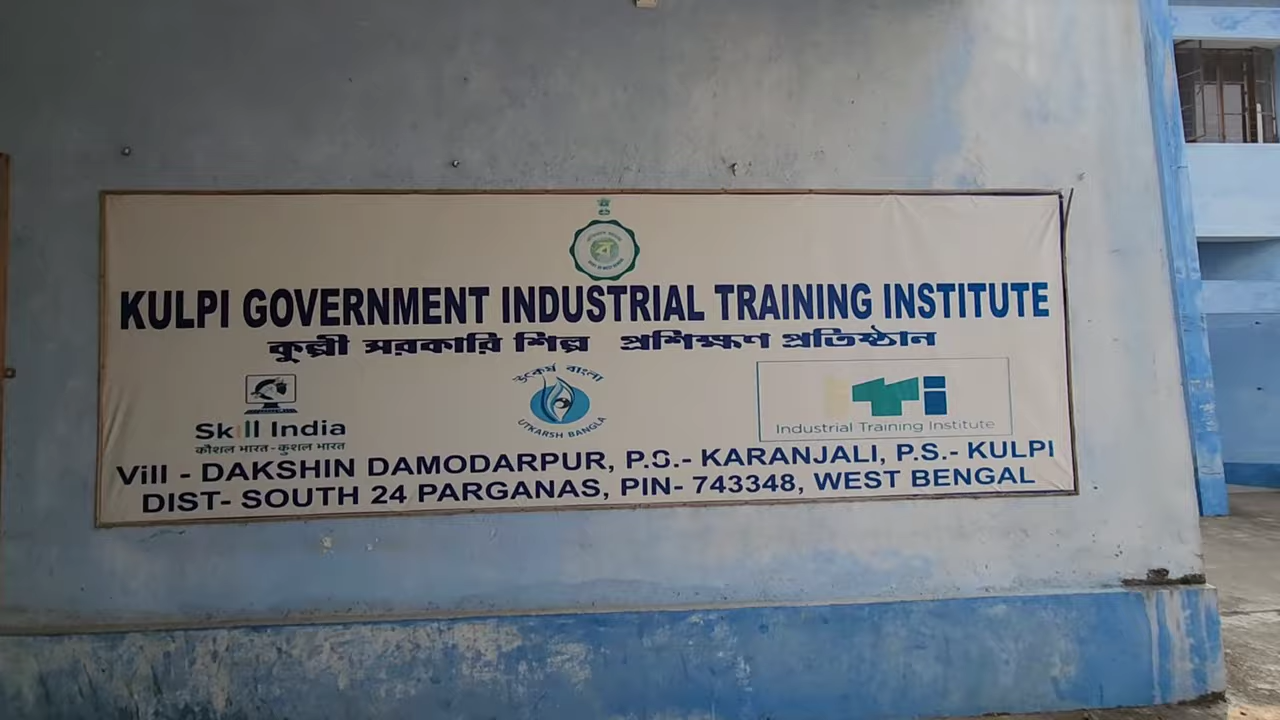 KULPI GOVERNMENT INDUSTRIAL TRAINING INSTITUTE
কুল্পী সরকারি শিল্প প্রশিক্ষণ প্রতিষ্ঠান
Skill India
कौशल भारत-कुशल भारत
উৎকর্ষ বাংলা
UTKARSH BANGLA
iTi
Industrial Training Institute
Vill - DAKSHIN DAMODARPUR, P.S.- KARANJALI, P.S.- KULPI
DIST- SOUTH 24 PARGANAS, PIN- 743348, WEST BENGAL